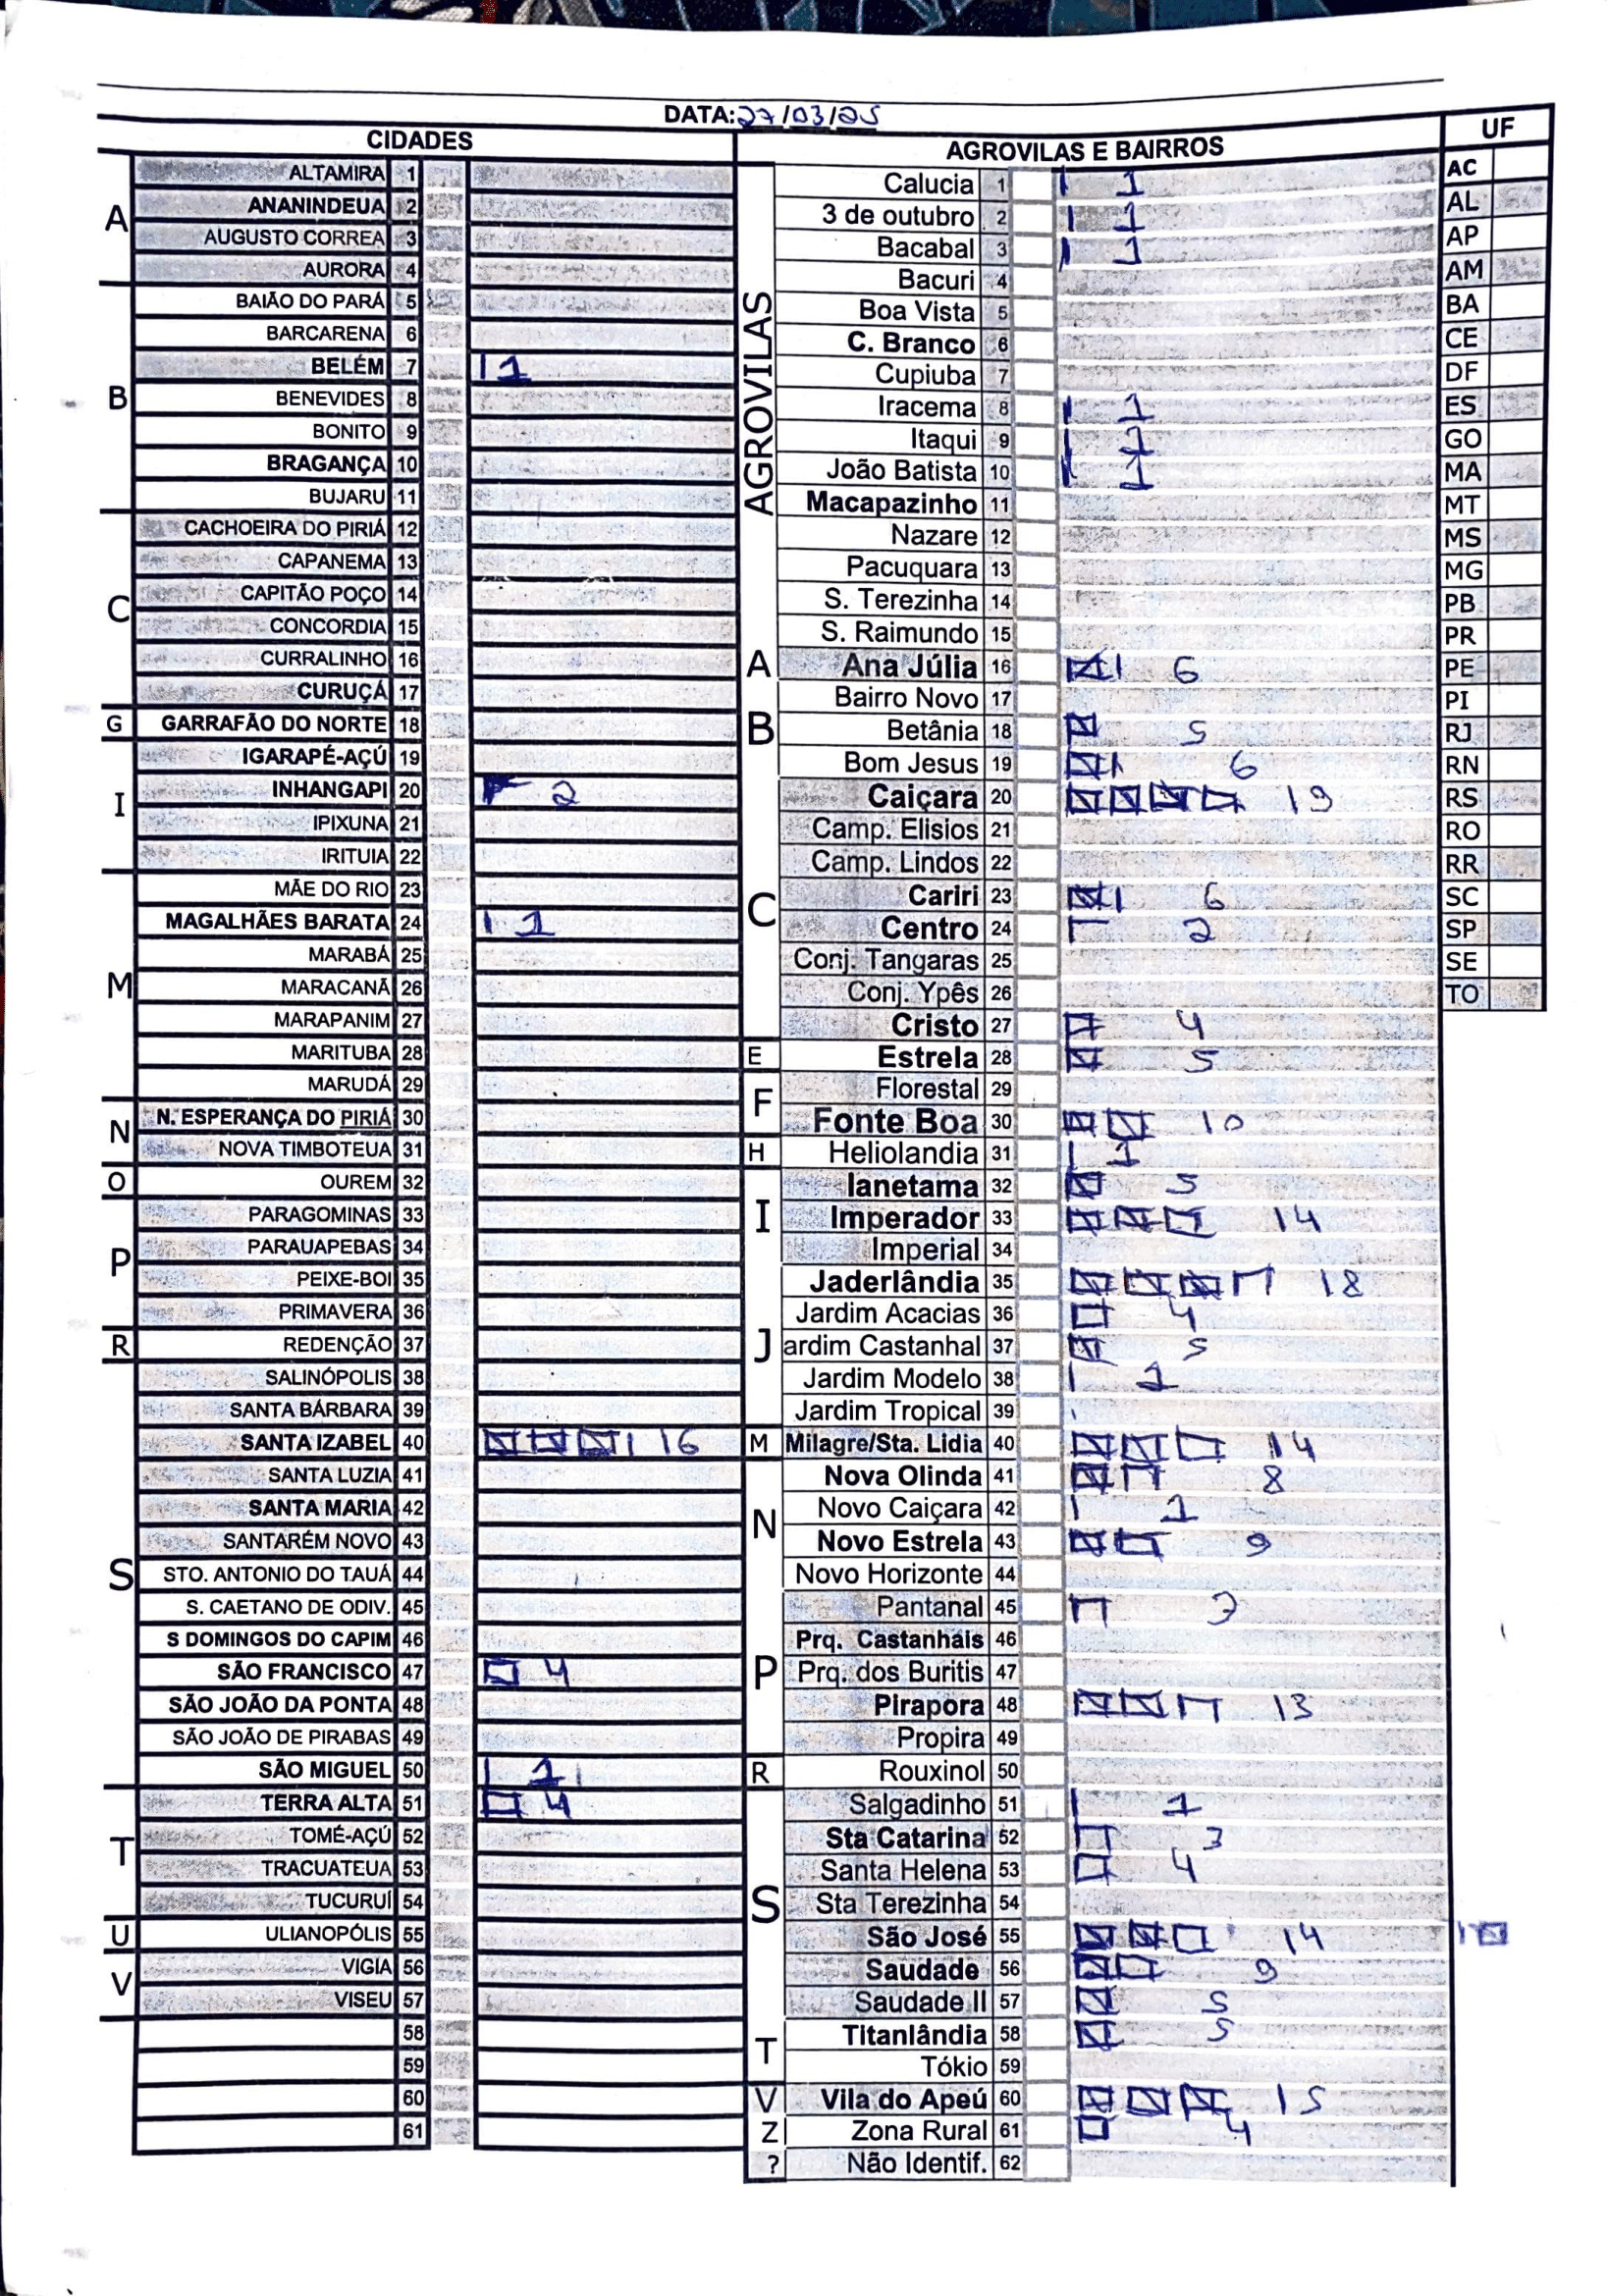 DATA:27/03/25
CIDADES
A
ALTAMIRA 1
ANANINDEUA 2
AUGUSTO CORREA 3
AURORA 4
B
BAIÃO DO PARÁ 5
BARCARENA 6
BELÉM 7 1
BENEVIDES 8
BONITO 9
BRAGANÇA 10
BUJARU 11
C
CACHOEIRA DO PIRIÁ 12
CAPANEMA 13
CAPITÃO POÇO 14
CONCORDIA 15
CURRALINHO 16
CURUÇÁ 17
G GARRAFÃO DO NORTE 18
I
IGARAPÉ-AÇÚ 19
INHANGAPI 20 2
IPIXUNA 21
IRITUIA 22
M
MÃE DO RIO 23
MAGALHÃES BARATA 24 1
MARABÁ 25
MARACANÃ 26
MARAPANIM 27
MARITUBA 28
MARUDÁ 29
N
N. ESPERANÇA DO PIRIÁ 30
NOVA TIMBOTEUA 31
O OUREM 32
P
PARAGOMINAS 33
PARAUAPEBAS 34
PEIXE-BOI 35
PRIMAVERA 36
R REDENÇÃO 37
S
SALINÓPOLIS 38
SANTA BÁRBARA 39
SANTA IZABEL 40 16
SANTA LUZIA 41
SANTA MARIA 42
SANTARÉM NOVO 43
STO. ANTONIO DO TAUÁ 44
S. CAETANO DE ODIV. 45
S DOMINGOS DO CAPIM 46
SÃO FRANCISCO 47 4
SÃO JOÃO DA PONTA 48
SÃO JOÃO DE PIRABAS 49
SÃO MIGUEL 50 1
T
TERRA ALTA 51 4
TOMÉ-AÇÚ 52
TRACUATEUA 53
TUCURUÍ 54
U ULIANOPÓLIS 55
V
VIGIA 56
VISEU 57
58
59
60
61
AGROVILAS E BAIRROS
AGROVILAS
Calucia 1 1
3 de outubro 2 1
Bacabal 3 1
Bacuri 4
Boa Vista 5
C. Branco 6
Cupiuba 7
Iracema 8 1
Itaqui 9 1
João Batista 10 1
Macapazinho 11
Nazare 12
Pacuquara 13
S. Terezinha 14
S. Raimundo 15
A Ana Júlia 16 6
B
Bairro Novo 17
Betânia 18 5
Bom Jesus 19 6
C
Caiçara 20 19
Camp. Elisios 21
Camp. Lindos 22
Cariri 23 6
Centro 24 2
Conj. Tangaras 25
Conj. Ypês 26
Cristo 27 4
E Estrela 28 5
F
Florestal 29
Fonte Boa 30 10
H Heliolandia 31 1
I
Ianetama 32 5
Imperador 33 14
Imperial 34
J
Jaderlândia 35 18
Jardim Acacias 36 4
ardim Castanhal 37 5
Jardim Modelo 38 1
Jardim Tropical 39
M Milagre/Sta. Lidia 40 14
N
Nova Olinda 41 8
Novo Caiçara 42 1
Novo Estrela 43 9
Novo Horizonte 44
P
Pantanal 45 3
Prq. Castanhais 46
Prq. dos Buritis 47
Pirapora 48 13
Propira 49
R Rouxinol 50
S
Salgadinho 51 1
Sta Catarina 52 3
Santa Helena 53 4
Sta Terezinha 54
São José 55 14
Saudade 56 9
Saudade II 57 5
T
Titanlândia 58 5
Tókio 59
V Vila do Apeú 60 15
Z Zona Rural 61 4
? Não Identif. 62
UF
AC
AL
AP
AM
BA
CE
DF
ES
GO
MA
MT
MS
MG
PB
PR
PE
PI
RJ
RN
RS
RO
RR
SC
SP
SE
TO